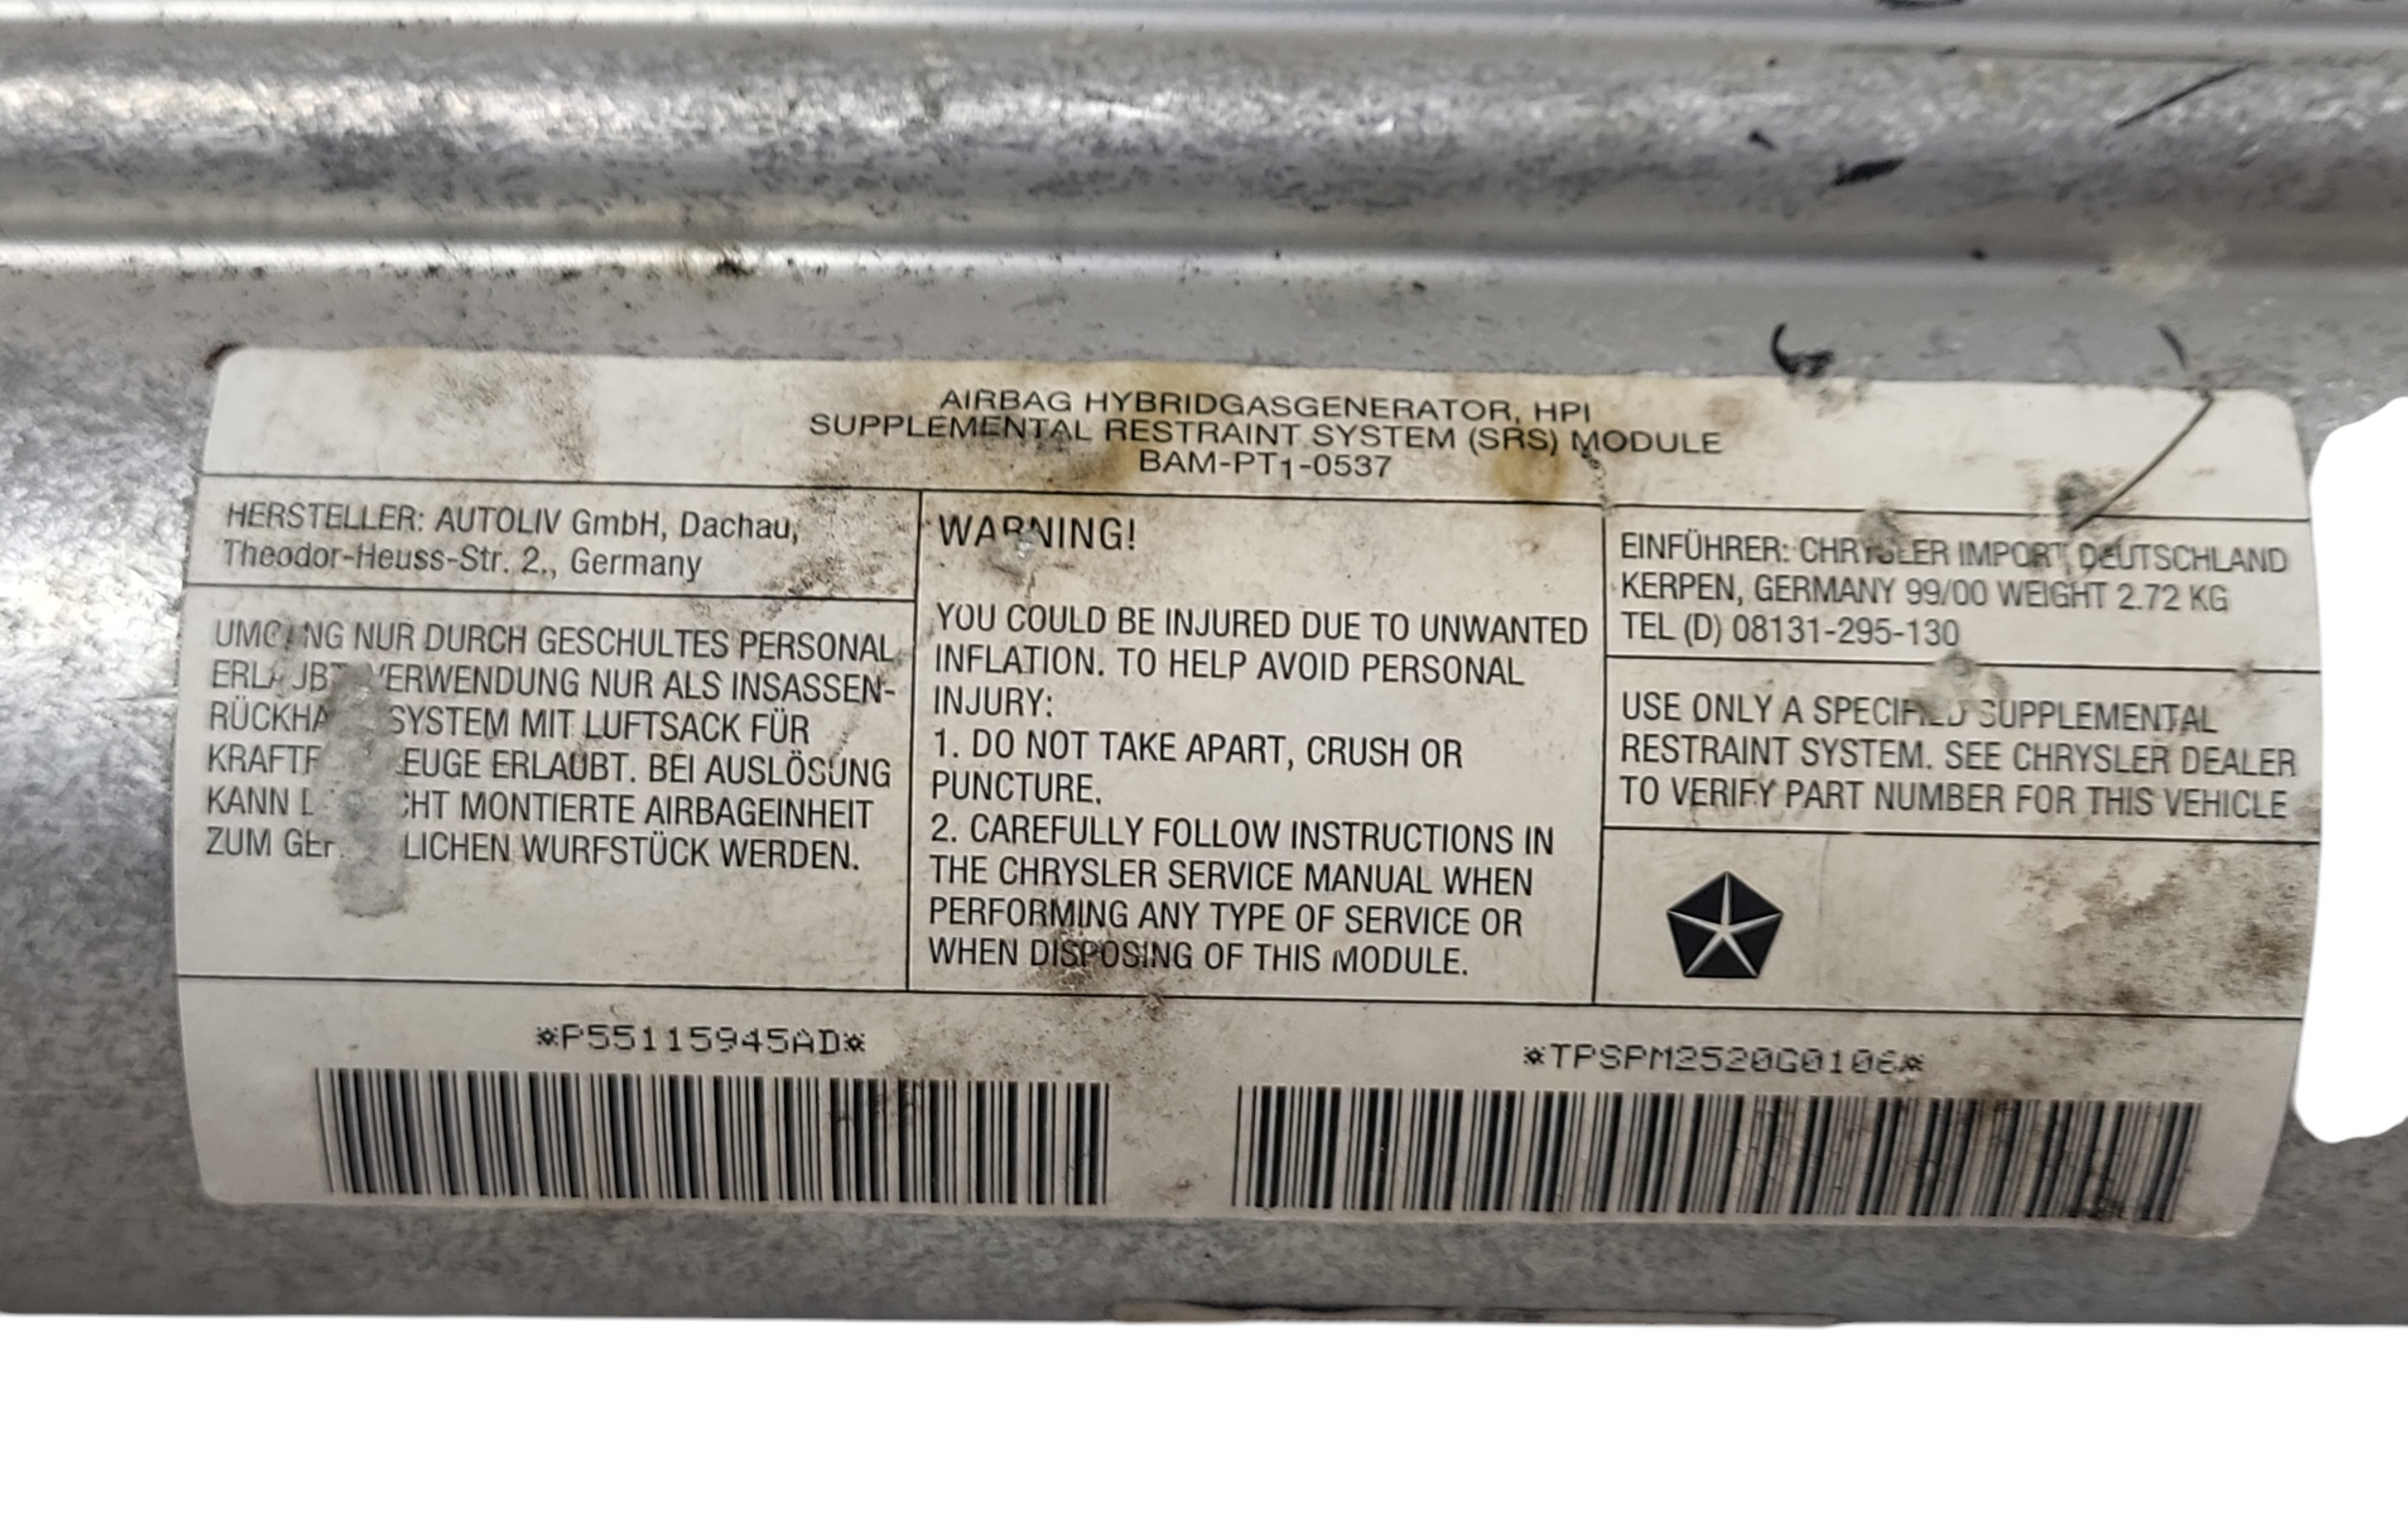 AIRBAG HYBRIDGASGENERATOR, HPI
SUPPLEMENTAL RESTRAINT SYSTEM (SRS) MODULE
BAM-PT1-0537
HERSTELLER: AUTOLIV GmbH, Dachau,
Theodor-Heuss-Str. 2., Germany
NUR DURCH GESCHULTES PERSONAL
NUR ALS INSASSEN-
MIT LUFTSACK FÜR
ERLAUBT. BEI AUSLÖSUNG
KANN MONTIERTE AIRBAGEINHEIT
ZUM WURFSTÜCK WERDEN.
WARNING!
YOU COULD BE INJURED DUE TO UNWANTED
INFLATION. TO HELP AVOID PERSONAL
INJURY:
1. DO NOT TAKE APART, CRUSH OR
PUNCTURE.
2. CAREFULLY FOLLOW INSTRUCTIONS IN
THE CHRYSLER SERVICE MANUAL WHEN
PERFORMING ANY TYPE OF SERVICE OR
WHEN DISPOSING OF THIS MODULE.
EINFÜHRER: CHRYSLER IMPORT DEUTSCHLAND
KERPEN, GERMANY 99/00 WEIGHT 2.72 KG
TEL (D) 08131-295-130
USE ONLY A SPECIFIED SUPPLEMENTAL
RESTRAINT SYSTEM. SEE CHRYSLER DEALER
TO VERIFY PART NUMBER FOR THIS VEHICLE
*P55115945AD*
*TPSPM2520G0106*